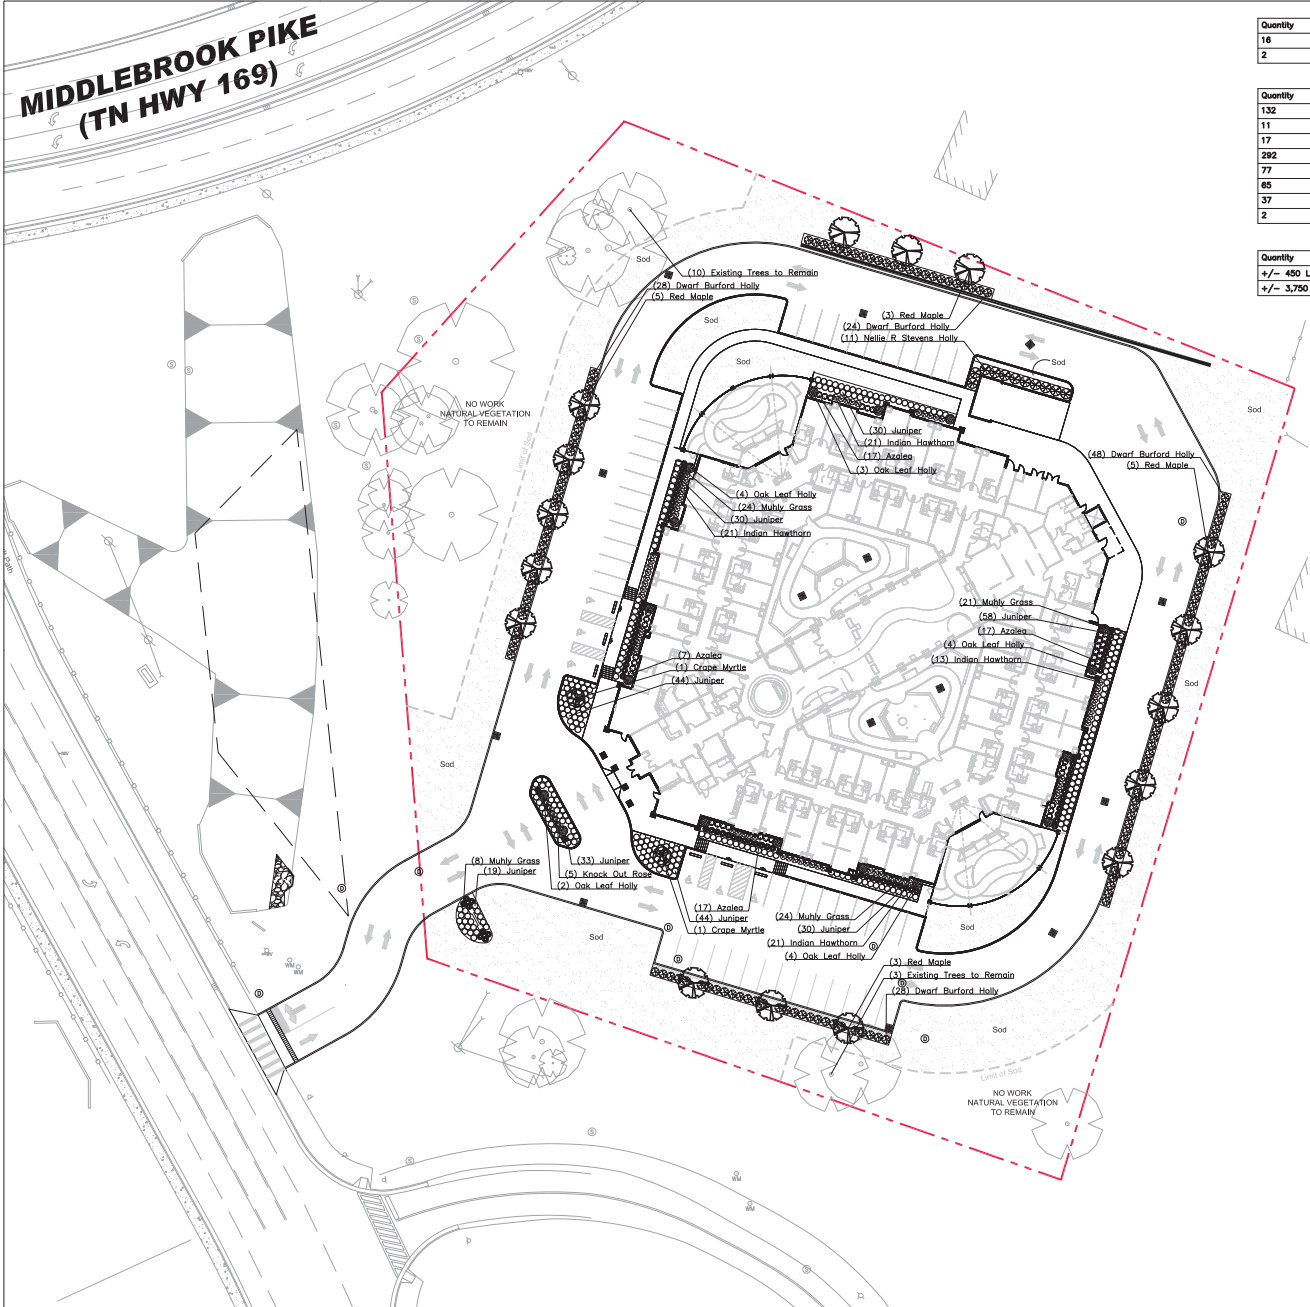 MIDDLEBROOK PIKE
(TN HWY 169)
Quantity
16
2
Quantity
132
11
17
292
77
65
37
2
Quantity
+/- 450 L
+/- 3,750
Sod
(10) Existing Trees to Remain
(28) Dwarf Burford Holly
(5) Red Maple
Sod
(3) Red Maple
(24) Dwarf Burford Holly
(11) Nellie R Stevens Holly
Sod
Sod
Sod
NO WORK
NATURAL VEGETATION
TO REMAIN
Limit of Sod
(30) Juniper
(21) Indian Hawthorn
(17) Azalea
(3) Oak Leaf Holly
(48) Dwarf Burford Holly
(5) Red Maple
(4) Oak Leaf Holly
(24) Muhly Grass
(30) Juniper
(21) Indian Hawthorn
(21) Muhly Grass
(58) Juniper
(17) Azalea
(4) Oak Leaf Holly
(13) Indian Hawthorn
(7) Azalea
(1) Crape Myrtle
(44) Juniper
Sod
Sod
(8) Muhly Grass
(19) Juniper
(33) Juniper
(5) Knock Out Rose
(2) Oak Leaf Holly
(17) Azalea
(44) Juniper
(1) Crape Myrtle
(24) Muhly Grass
(30) Juniper
(21) Indian Hawthorn
(4) Oak Leaf Holly
Sod
Sod
(3) Red Maple
(3) Existing Trees to Remain
(28) Dwarf Burford Holly
Sod
Limit of Sod
NO WORK
NATURAL VEGETATION
TO REMAIN
WM
WM
WM
WM